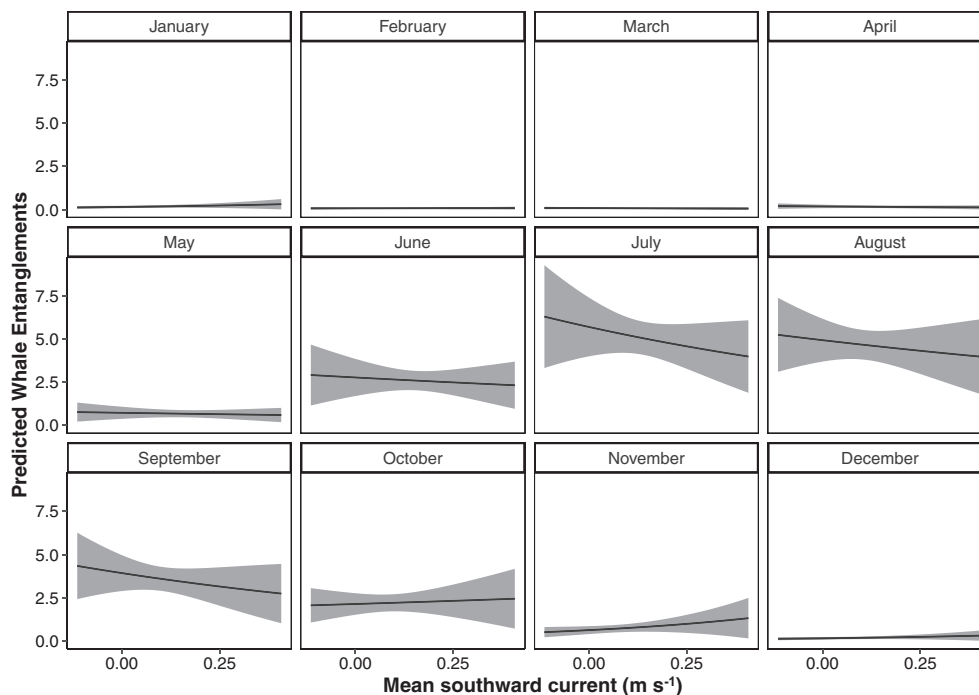 January February March April
7.5
5.0
2.5
0.0
May June July August
7.5
5.0
2.5
0.0
September October November December
7.5
5.0
2.5
0.0
0.00 0.25 0.00 0.25 0.00 0.25 0.00 0.25
Mean southward current (m s⁻¹)
Predicted Whale Entanglements